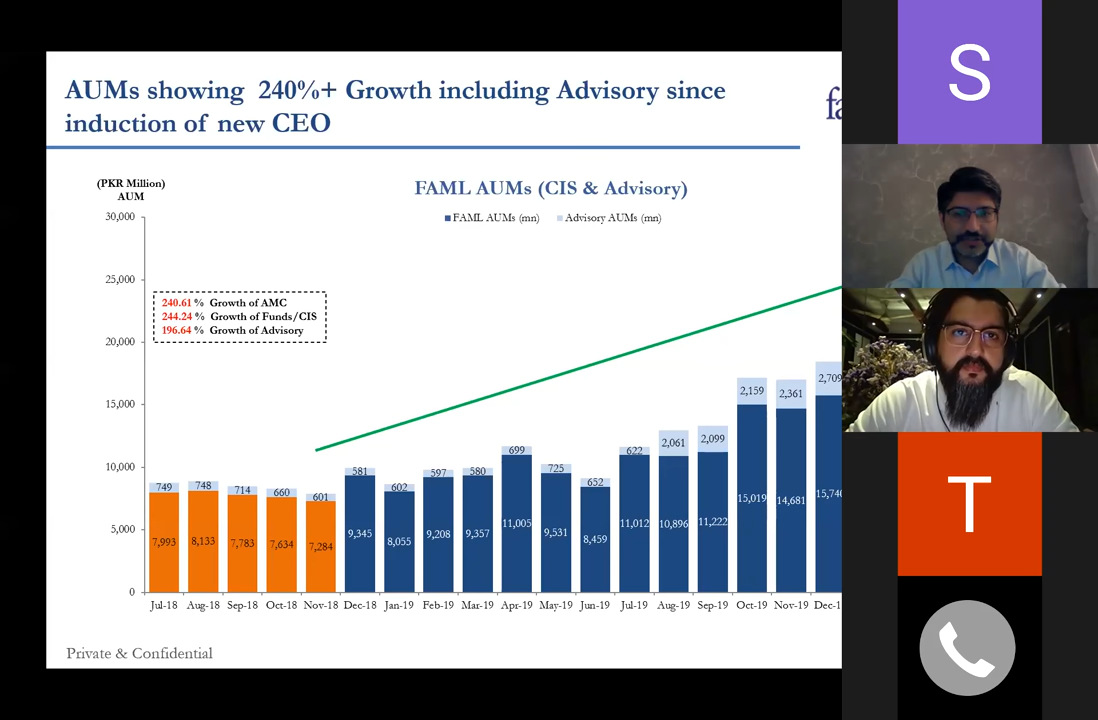 AUMs showing 240%+ Growth including Advisory since
induction of new CEO
fa
(PKR Million)
AUM
FAML AUMs (CIS & Advisory)
FAML AUMs (mn) Advisory AUMs (mn)
30,000
25,000
20,000
15,000
10,000
5,000
0
240.61 % Growth of AMC
244.24 % Growth of Funds/CIS
196.64 % Growth of Advisory
749 748 714 660 601 581 602 597 580 699 725 652 622 2,061 2,099 2,159 2,361 2,709
7,993 8,133 7,783 7,634 7,284 9,345 8,055 9,208 9,357 11,005 9,531 8,459 11,012 10,896 11,222 15,019 14,681 15,740
Jul-18 Aug-18 Sep-18 Oct-18 Nov-18 Dec-18 Jan-19 Feb-19 Mar-19 Apr-19 May-19 Jun-19 Jul-19 Aug-19 Sep-19 Oct-19 Nov-19 Dec-1
Private & Confidential
S
T